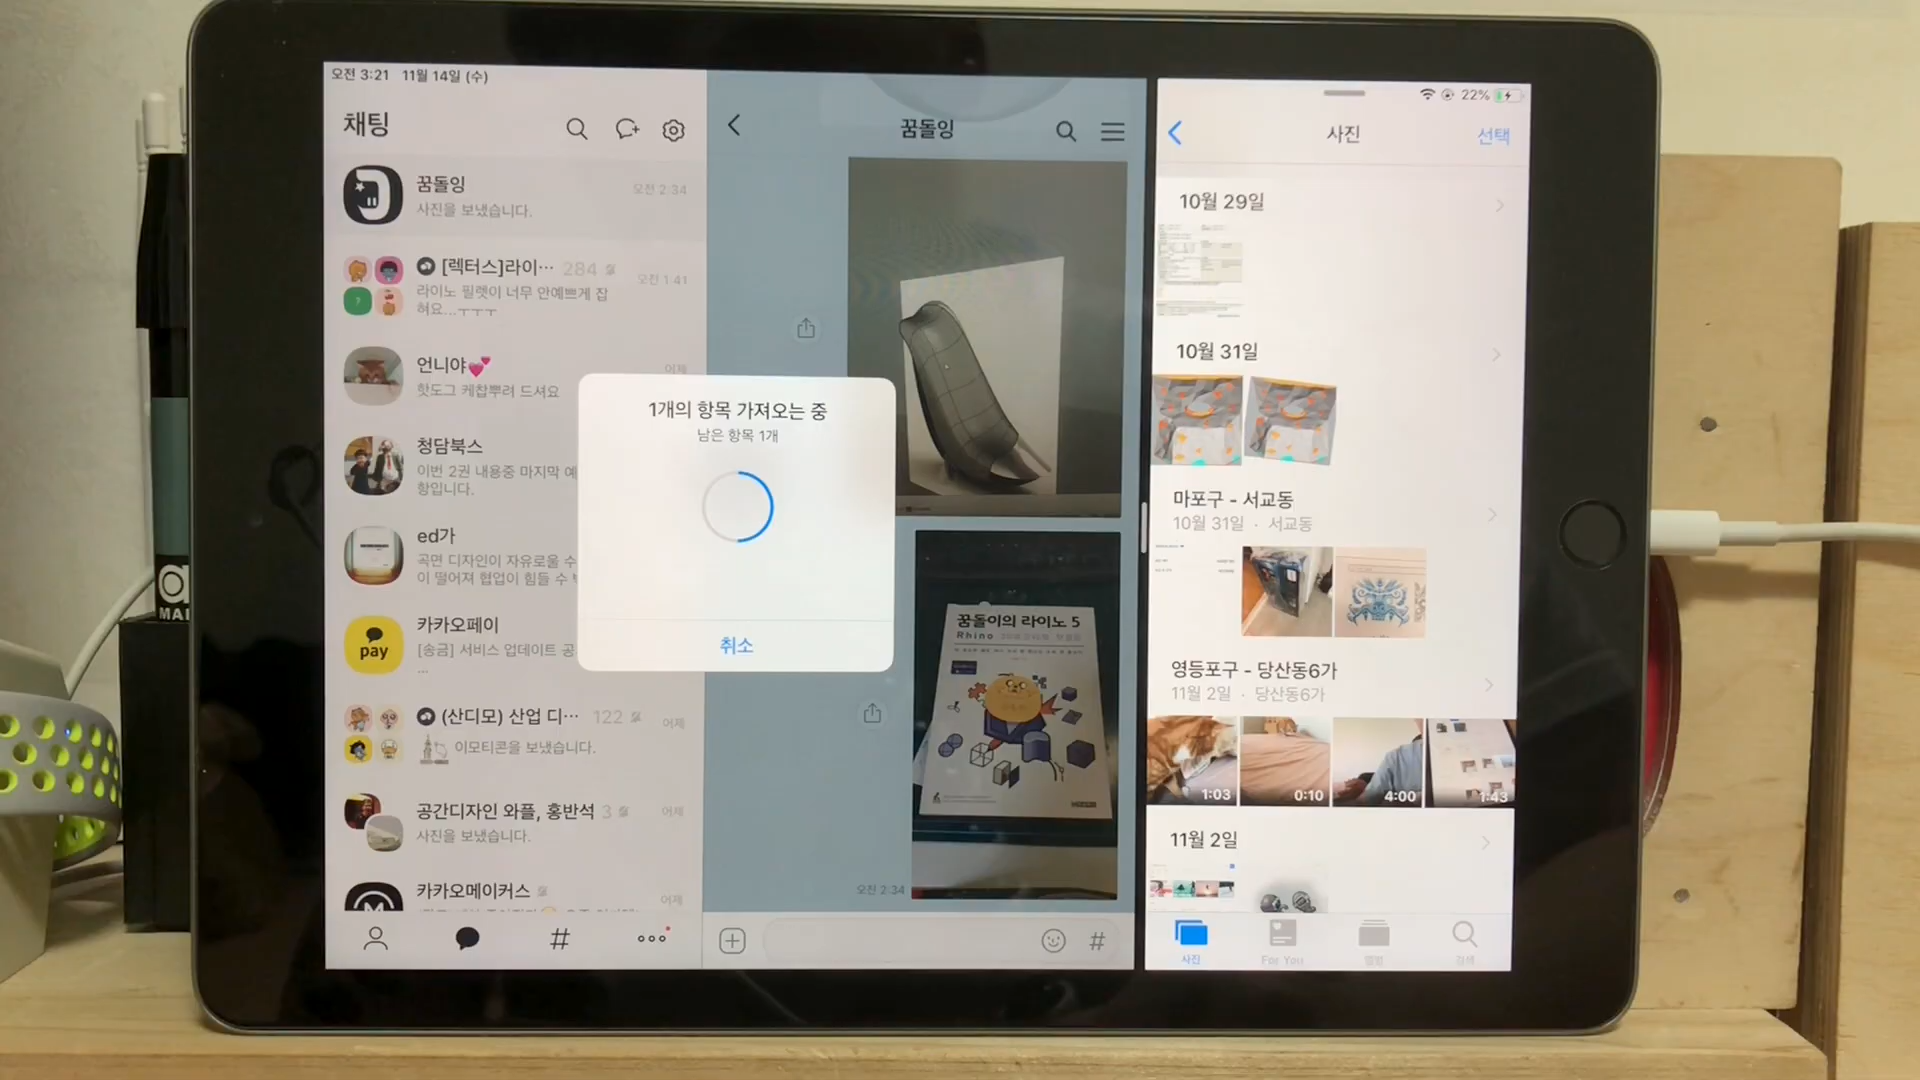 오전 3:21 11월 14일 (수)
채팅
꿈돌잉
오전 2:34
사진을 보냈습니다.
[렉터스]라이… 284
오전 1:41
라이노 필렛이 너무 안예쁘게 잡
혀요...ㅜㅜㅜ
언니야💕
어제
핫도그 케찹뿌려 드셔요
청담북스
이번 2권 내용중 마지막 예
항입니다.
ed가
곡면 디자인이 자유로울 수
이 떨어져 협업이 힘들 수
카카오페이
[송금] 서비스 업데이트 공
...
pay
(산디모) 산업 디… 122
어제
이모티콘을 보냈습니다.
공간디자인 와플, 홍반석 3
어제
사진을 보냈습니다.
카카오메이커스
어제
꿈돌잉
1개의 항목 가져오는 중
남은 항목 1개
취소
꿈돌이의 라이노 5
Rhino
오전 2:34
#
22%
사진
선택
10월 29일
10월 31일
마포구 - 서교동
10월 31일 · 서교동
영등포구 - 당산동6가
11월 2일 · 당산동6가
1:03
0:10
4:00
1:43
11월 2일
사진
For You
앨범
검색